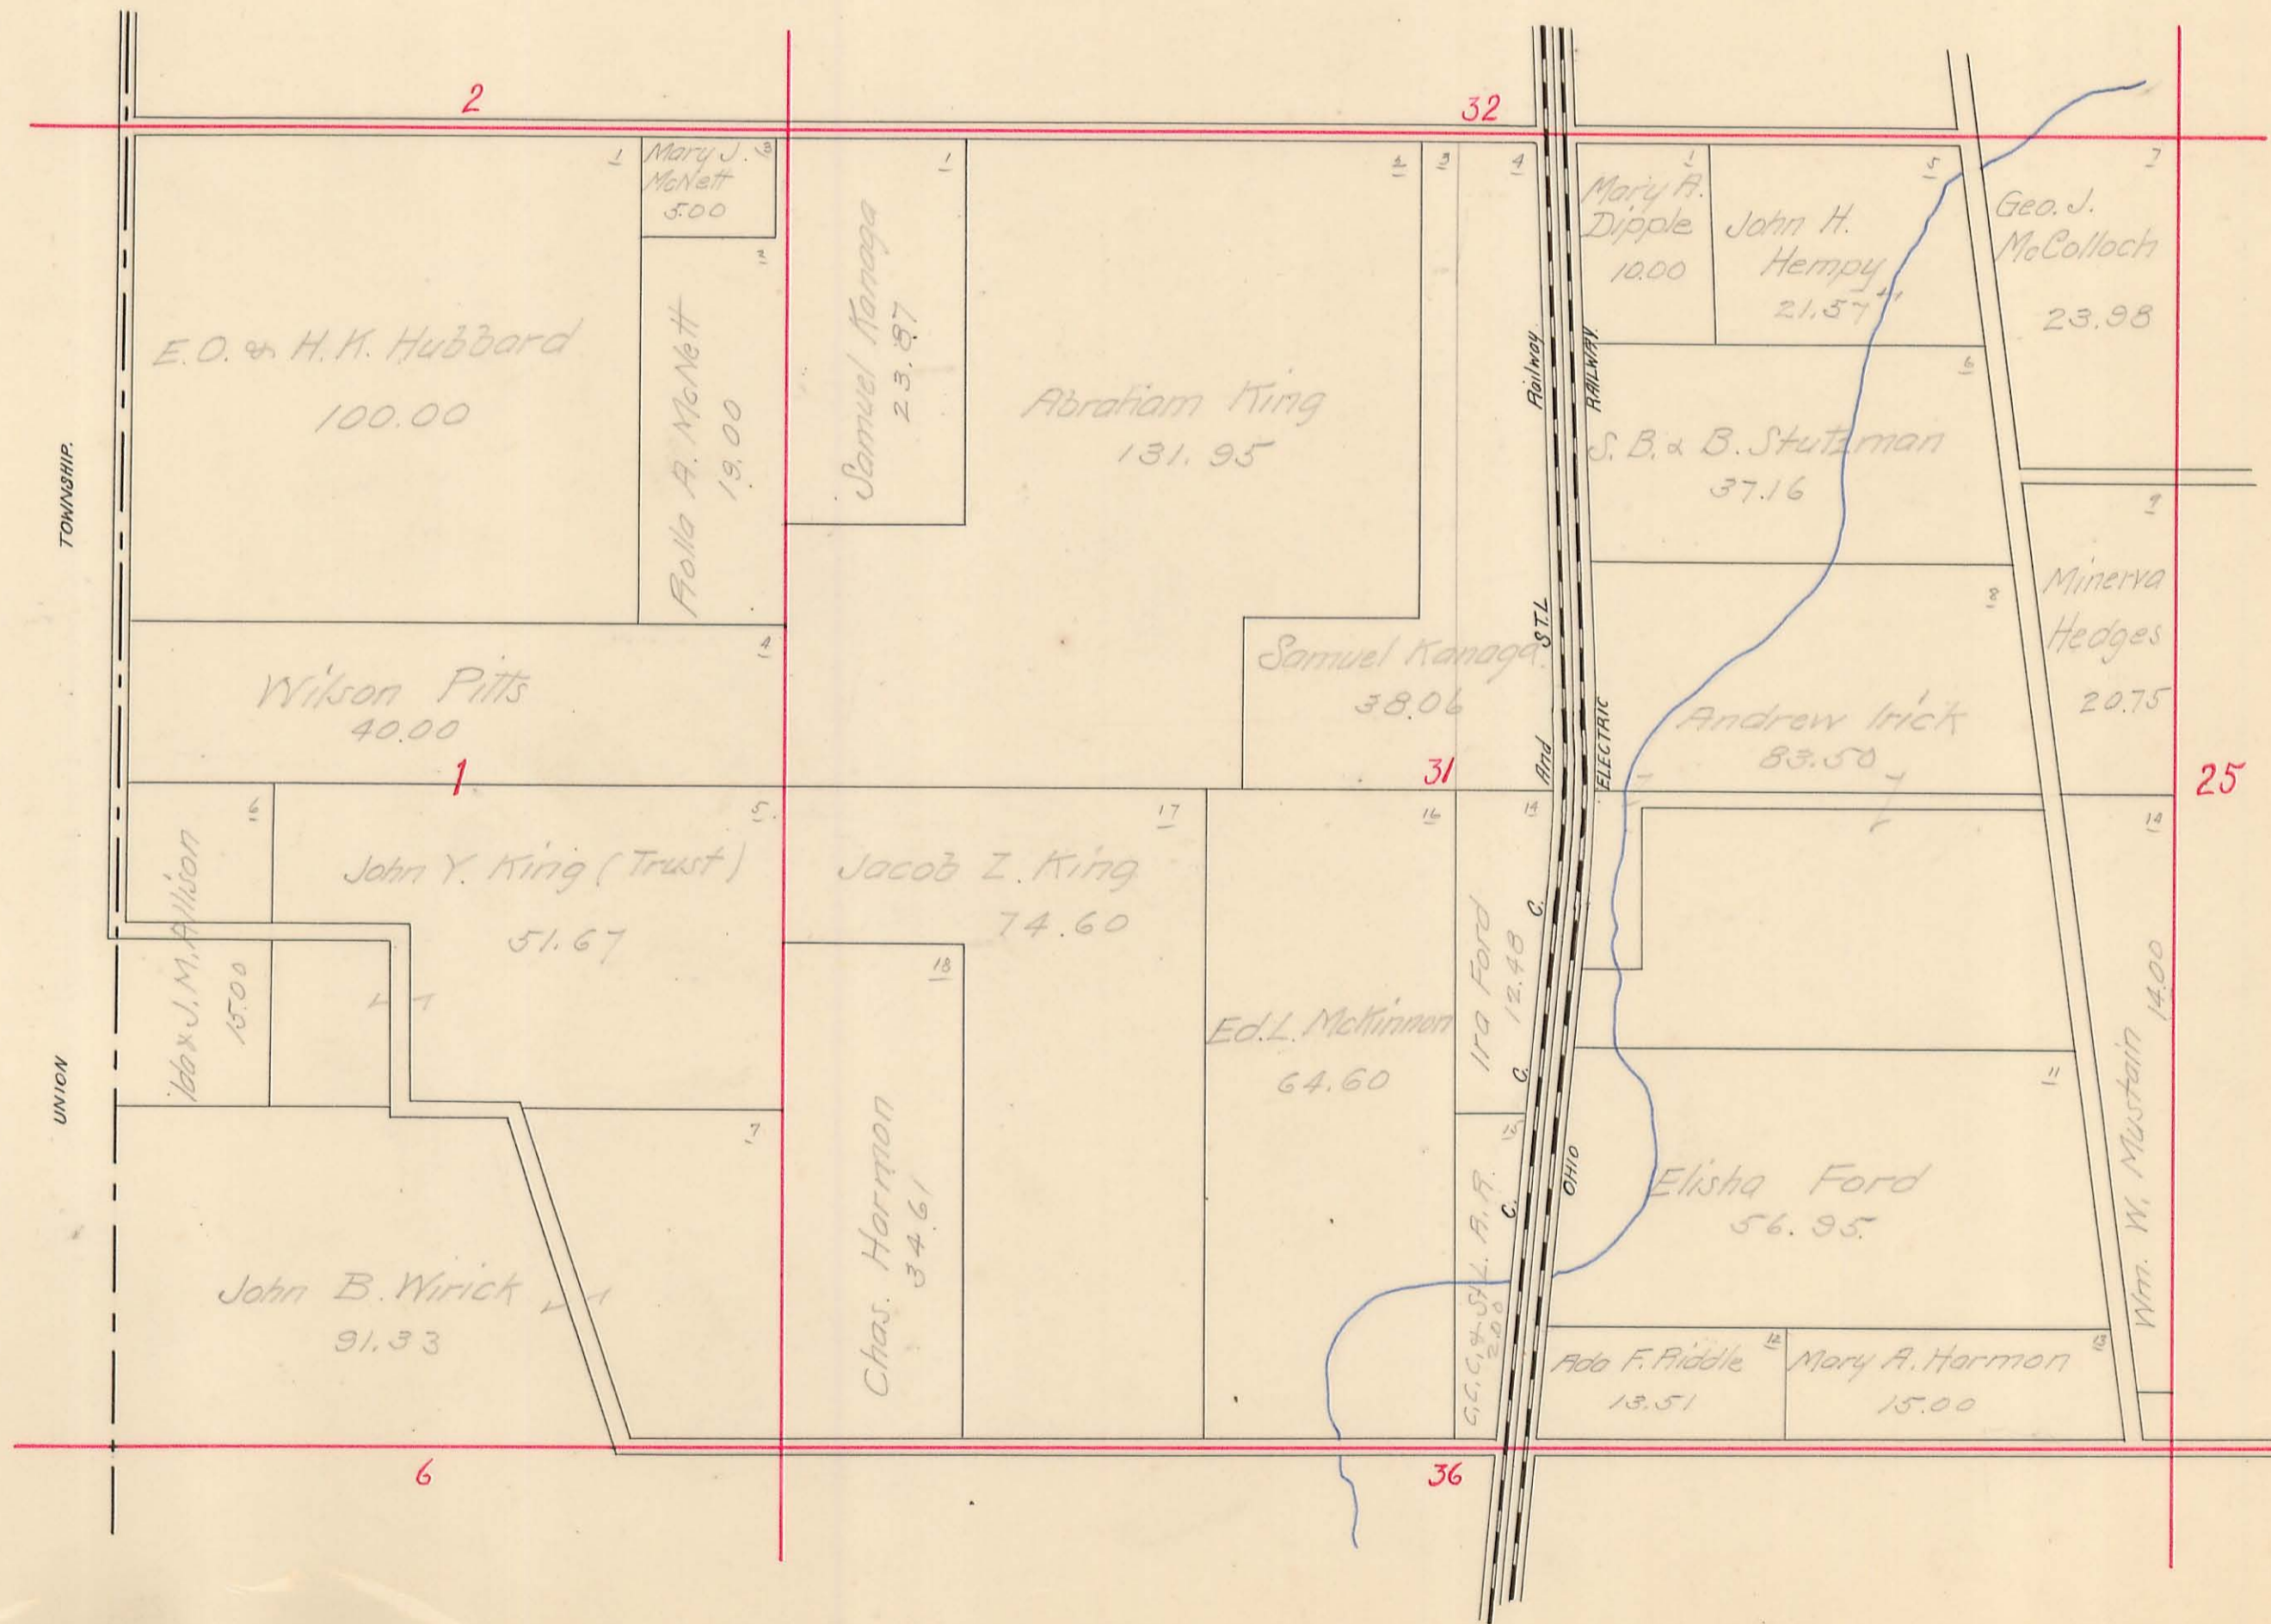 2
32
1
Mary J.
McNett
5.00
3
2
E.O. & H.K. Hubbard
100.00
Rolla A. McNett
19.00
Wilson Pitts
40.00
4
1
Samuel Kanaga
23.87
1
Abraham King
131.95
2
3
4
Samuel Kanaga
38.06
31
Mary A.
Dipple
10.00
John H.
Hempy
21.57
5
Geo. J.
McColloch
23.98
7
6
S.B. & B. Stutzman
37.16
8
Andrew Irick
83.50
9
Minerva
Hedges
20.75
25
TOWNSHIP.
UNION
6
Ida & J.M. Allison
15.00
5
John Y. King (Trust)
51.67
7
John B. Wirick
91.33
17
Jacob Z. King
74.60
18
Chas. Harmon
34.61
16
Ed. L. McKinnon
64.60
14
Ira Ford
12.48
15
C.C.C. & St. L. R.R.
2.00
C. C. C. And ST.L Railway.
OHIO ELECTRIC RAILWAY.
11
Elisha Ford
56.95
Ada F. Riddle
13.51
12
Mary A. Harmon
15.00
13
14
Wm. W. Mustain
14.00
6
36